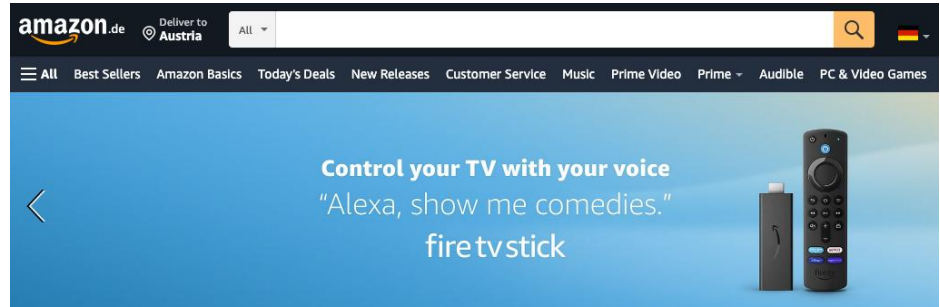 amazon.de
Deliver to
Austria
All
All Best Sellers Amazon Basics Today's Deals New Releases Customer Service Music Prime Video Prime Audible PC & Video Games
Control your TV with your voice
“Alexa, show me comedies.”
fire tv stick